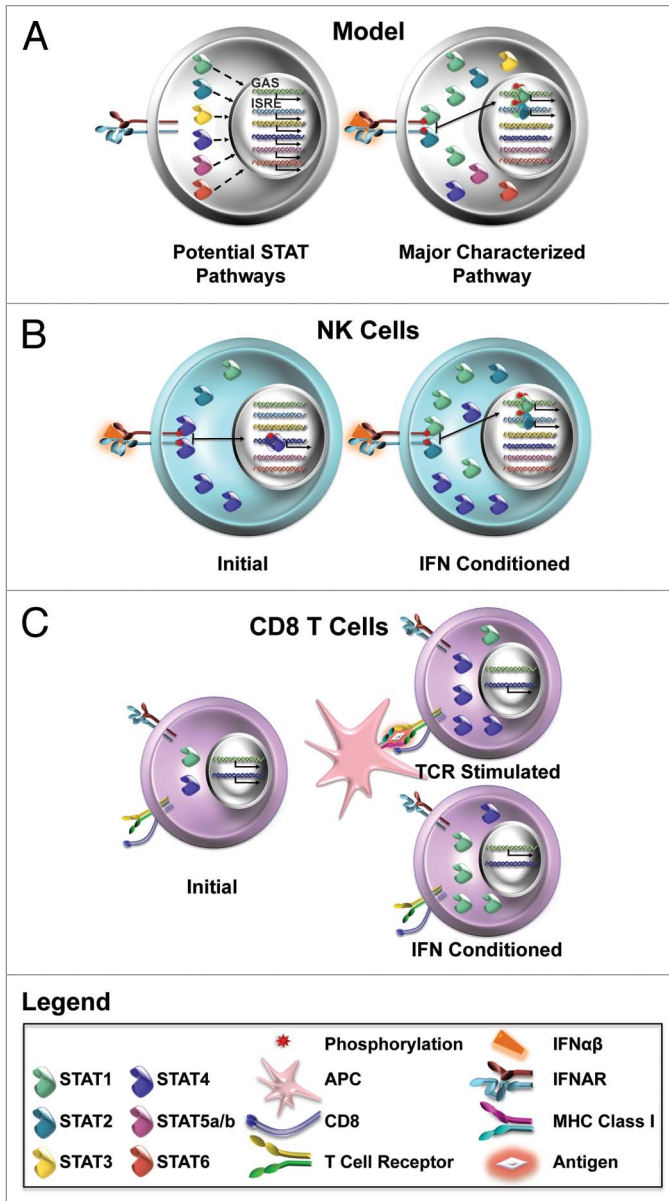 A
Model
GAS
ISRE
Potential STAT
Pathways
Major Characterized
Pathway
B
NK Cells
Initial
IFN Conditioned
C
CD8 T Cells
TCR Stimulated
Initial
IFN Conditioned
Legend
STAT1
STAT4
Phosphorylation
IFNαβ
APC
IFNAR
STAT2
STAT5a/b
CD8
MHC Class I
STAT3
STAT6
T Cell Receptor
Antigen